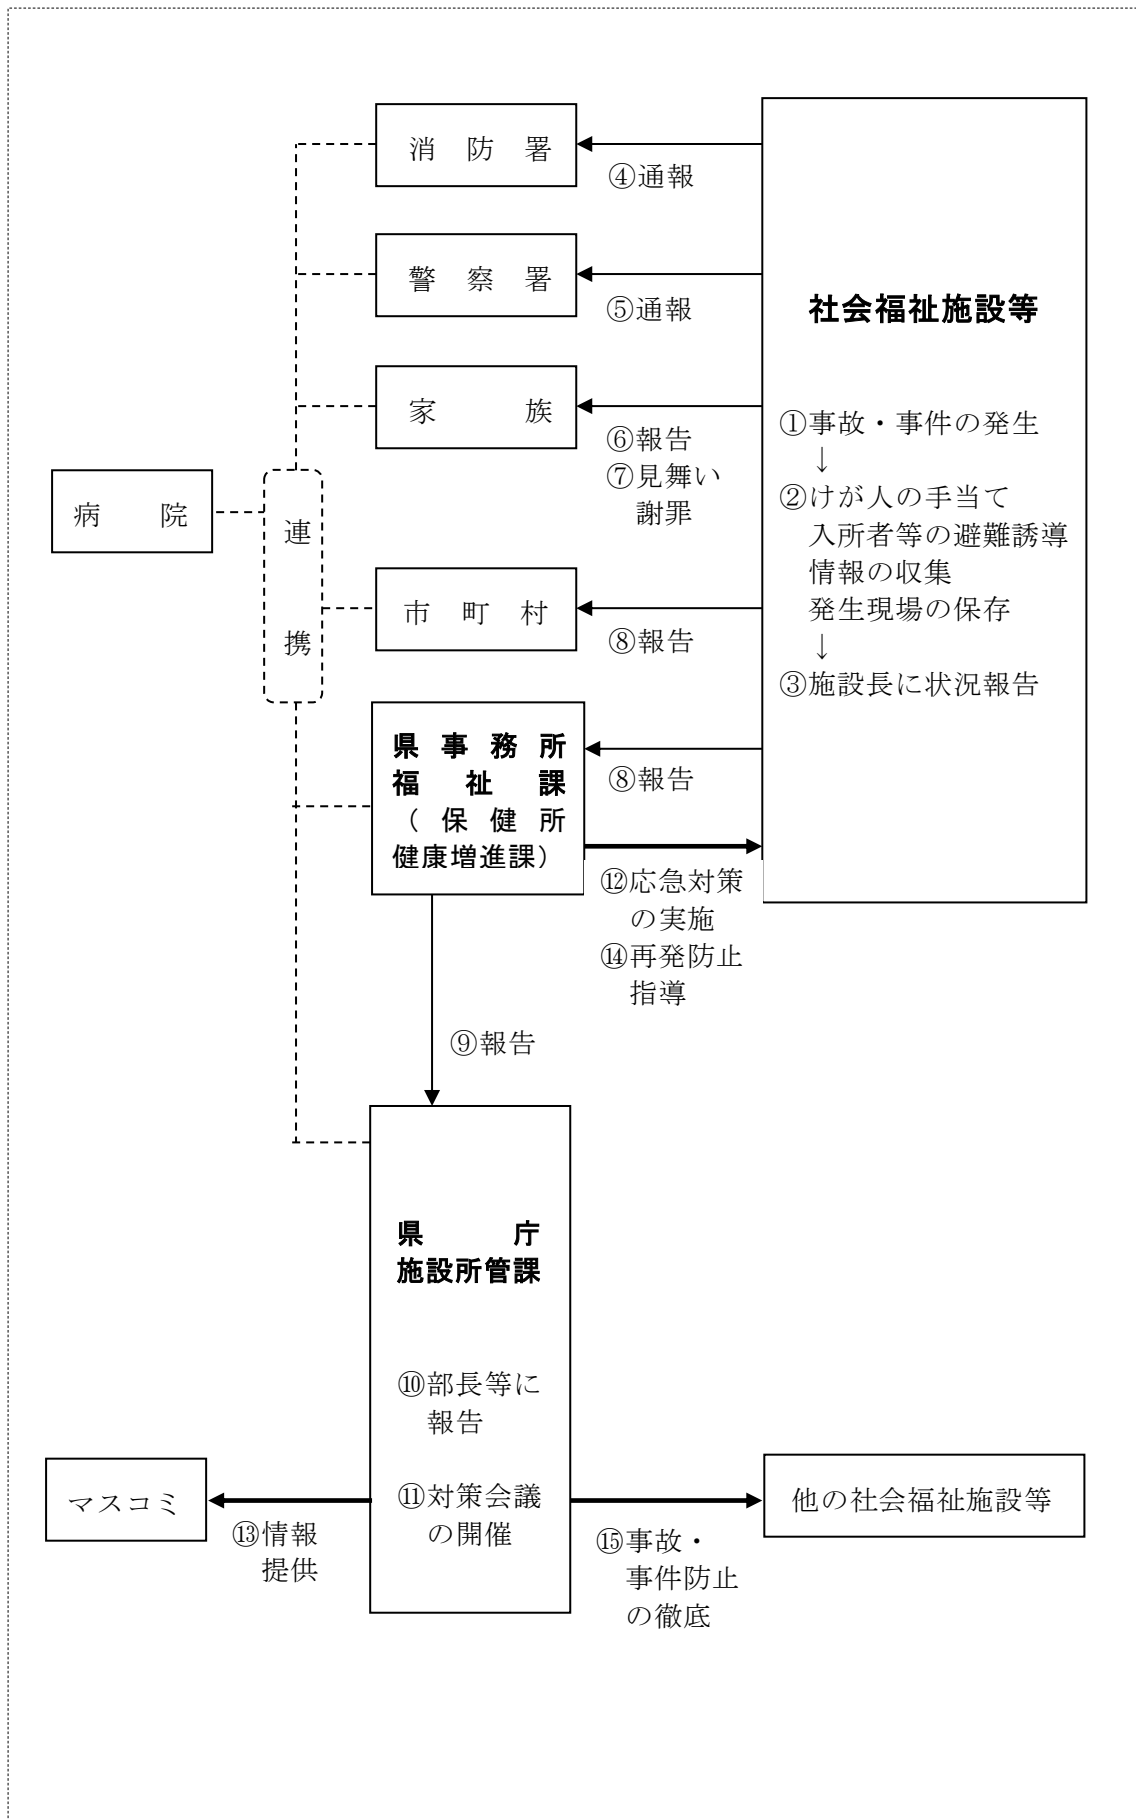 消防署
④通報
警察署
⑤通報
社会福祉施設等
①事故・事件の発生
↓
②けが人の手当て
入所者等の避難誘導
情報の収集
発生現場の保存
↓
③施設長に状況報告
家族
⑥報告
⑦見舞い
謝罪
病院
連
携
市町村
⑧報告
県事務所
福祉課
（保健所
健康増進課）
⑧報告
⑫応急対策
の実施
⑭再発防止
指導
⑨報告
県庁
施設所管課
⑩部長等に
報告
⑪対策会議
の開催
マスコミ
⑬情報
提供
他の社会福祉施設等
⑮事故・
事件防止
の徹底